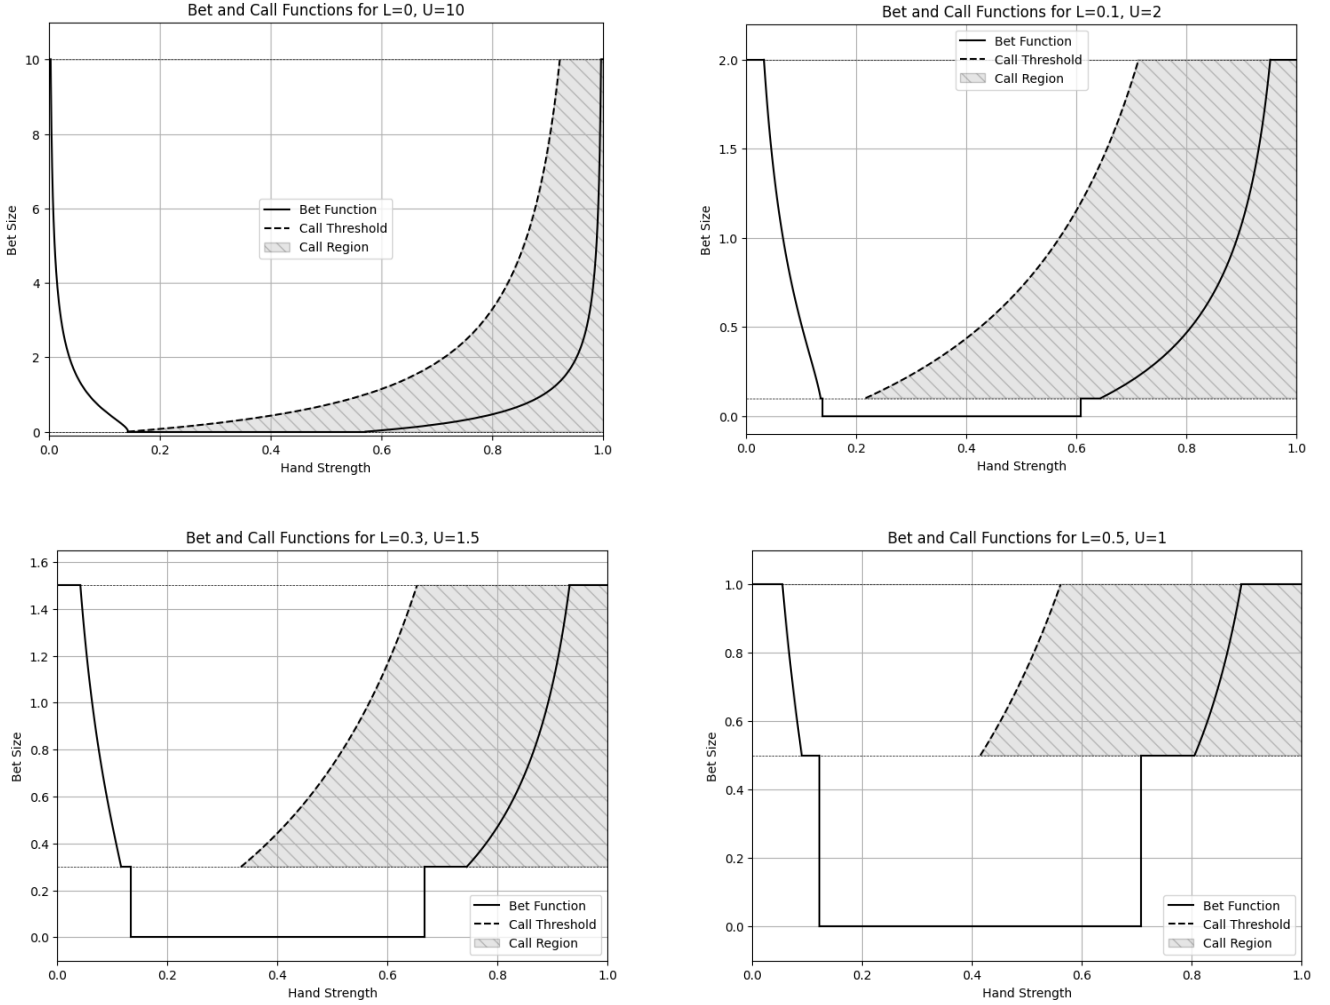 Bet and Call Functions for L=0, U=10
10
8
6
4
2
0
Bet Size
Bet Function
Call Threshold
Call Region
0.0 0.2 0.4 0.6 0.8 1.0
Hand Strength
Bet and Call Functions for L=0.1, U=2
2.0
1.5
1.0
0.5
0.0
Bet Size
Bet Function
Call Threshold
Call Region
0.0 0.2 0.4 0.6 0.8 1.0
Hand Strength
Bet and Call Functions for L=0.3, U=1.5
1.6
1.4
1.2
1.0
0.8
0.6
0.4
0.2
0.0
Bet Size
Bet Function
Call Threshold
Call Region
0.0 0.2 0.4 0.6 0.8 1.0
Hand Strength
Bet and Call Functions for L=0.5, U=1
1.0
0.8
0.6
0.4
0.2
0.0
Bet Size
Bet Function
Call Threshold
Call Region
0.0 0.2 0.4 0.6 0.8 1.0
Hand Strength